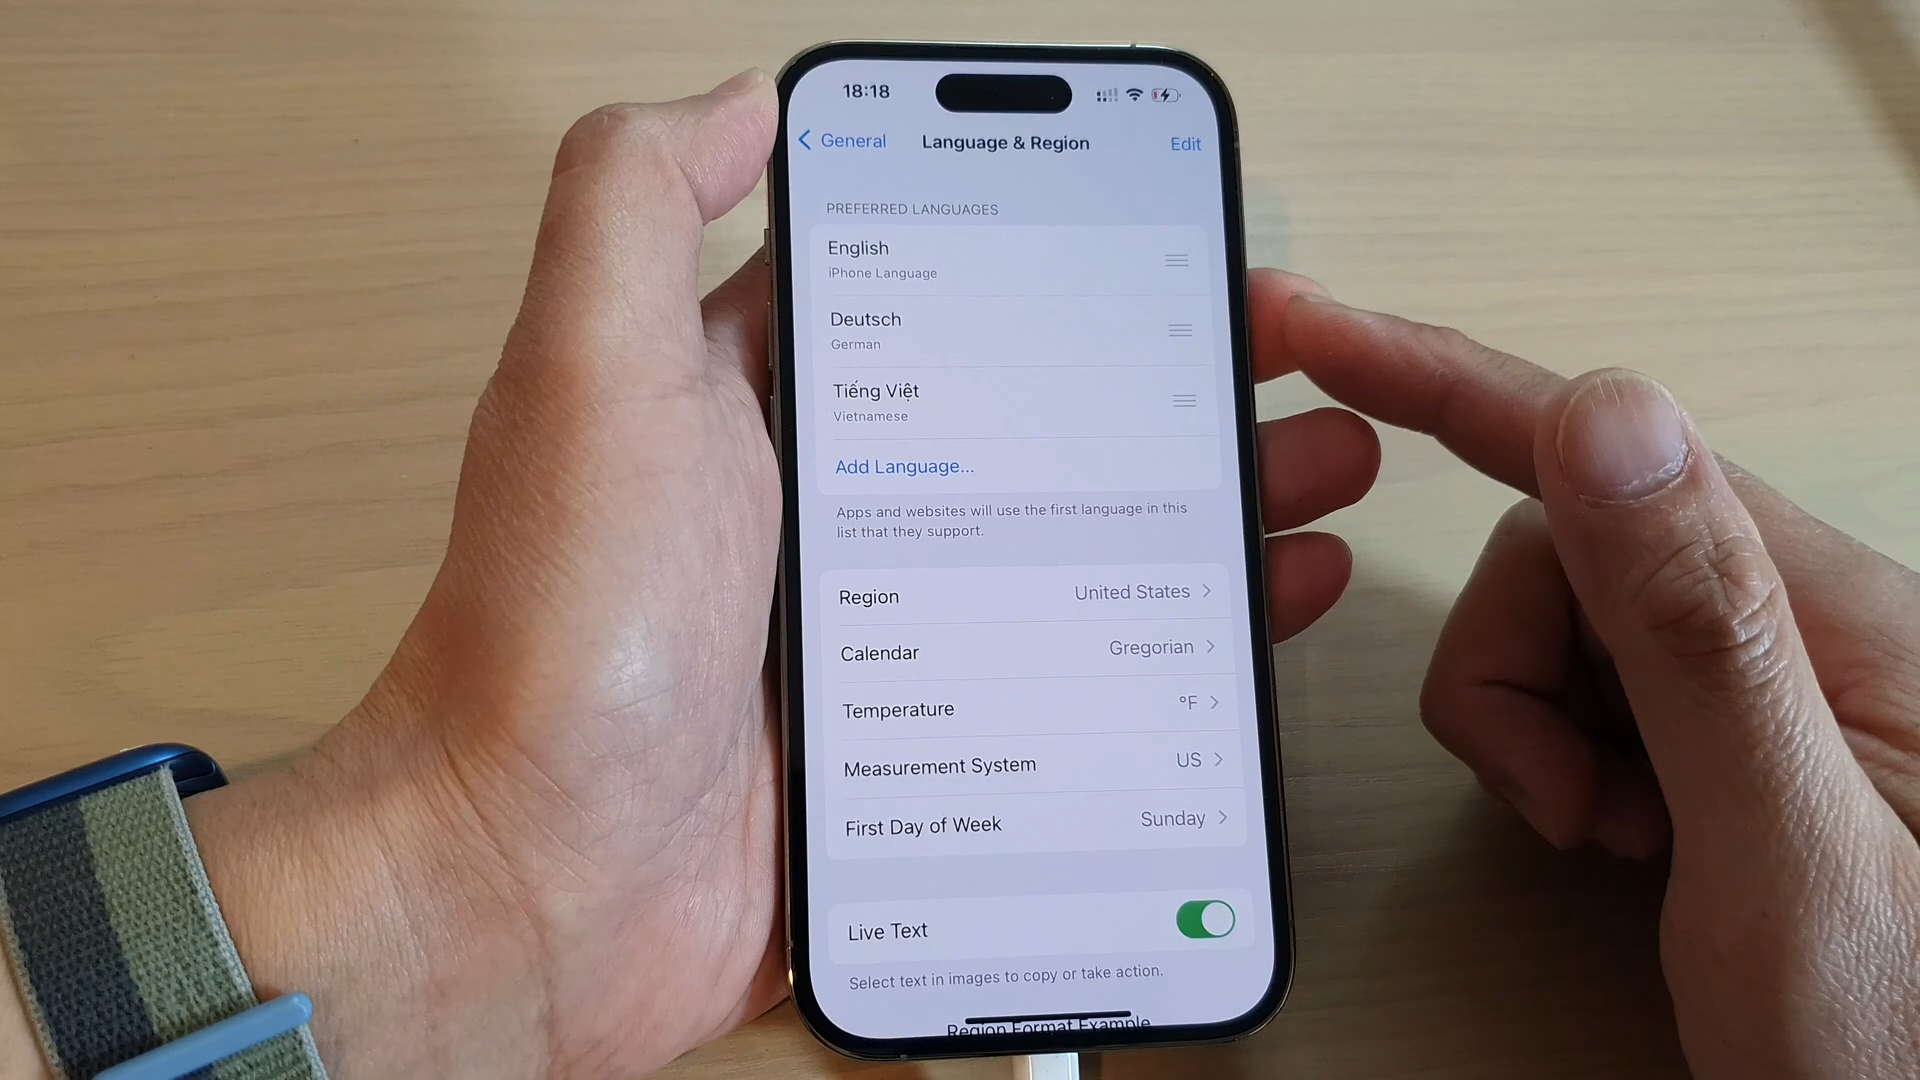 18:18
General Language & Region Edit
PREFERRED LANGUAGES
English
iPhone Language
Deutsch
German
Tiếng Việt
Vietnamese
Add Language...
Apps and websites will use the first language in this
list that they support.
Region United States
Calendar Gregorian
Temperature °F
Measurement System US
First Day of Week Sunday
Live Text
Select text in images to copy or take action.
Region Format Example